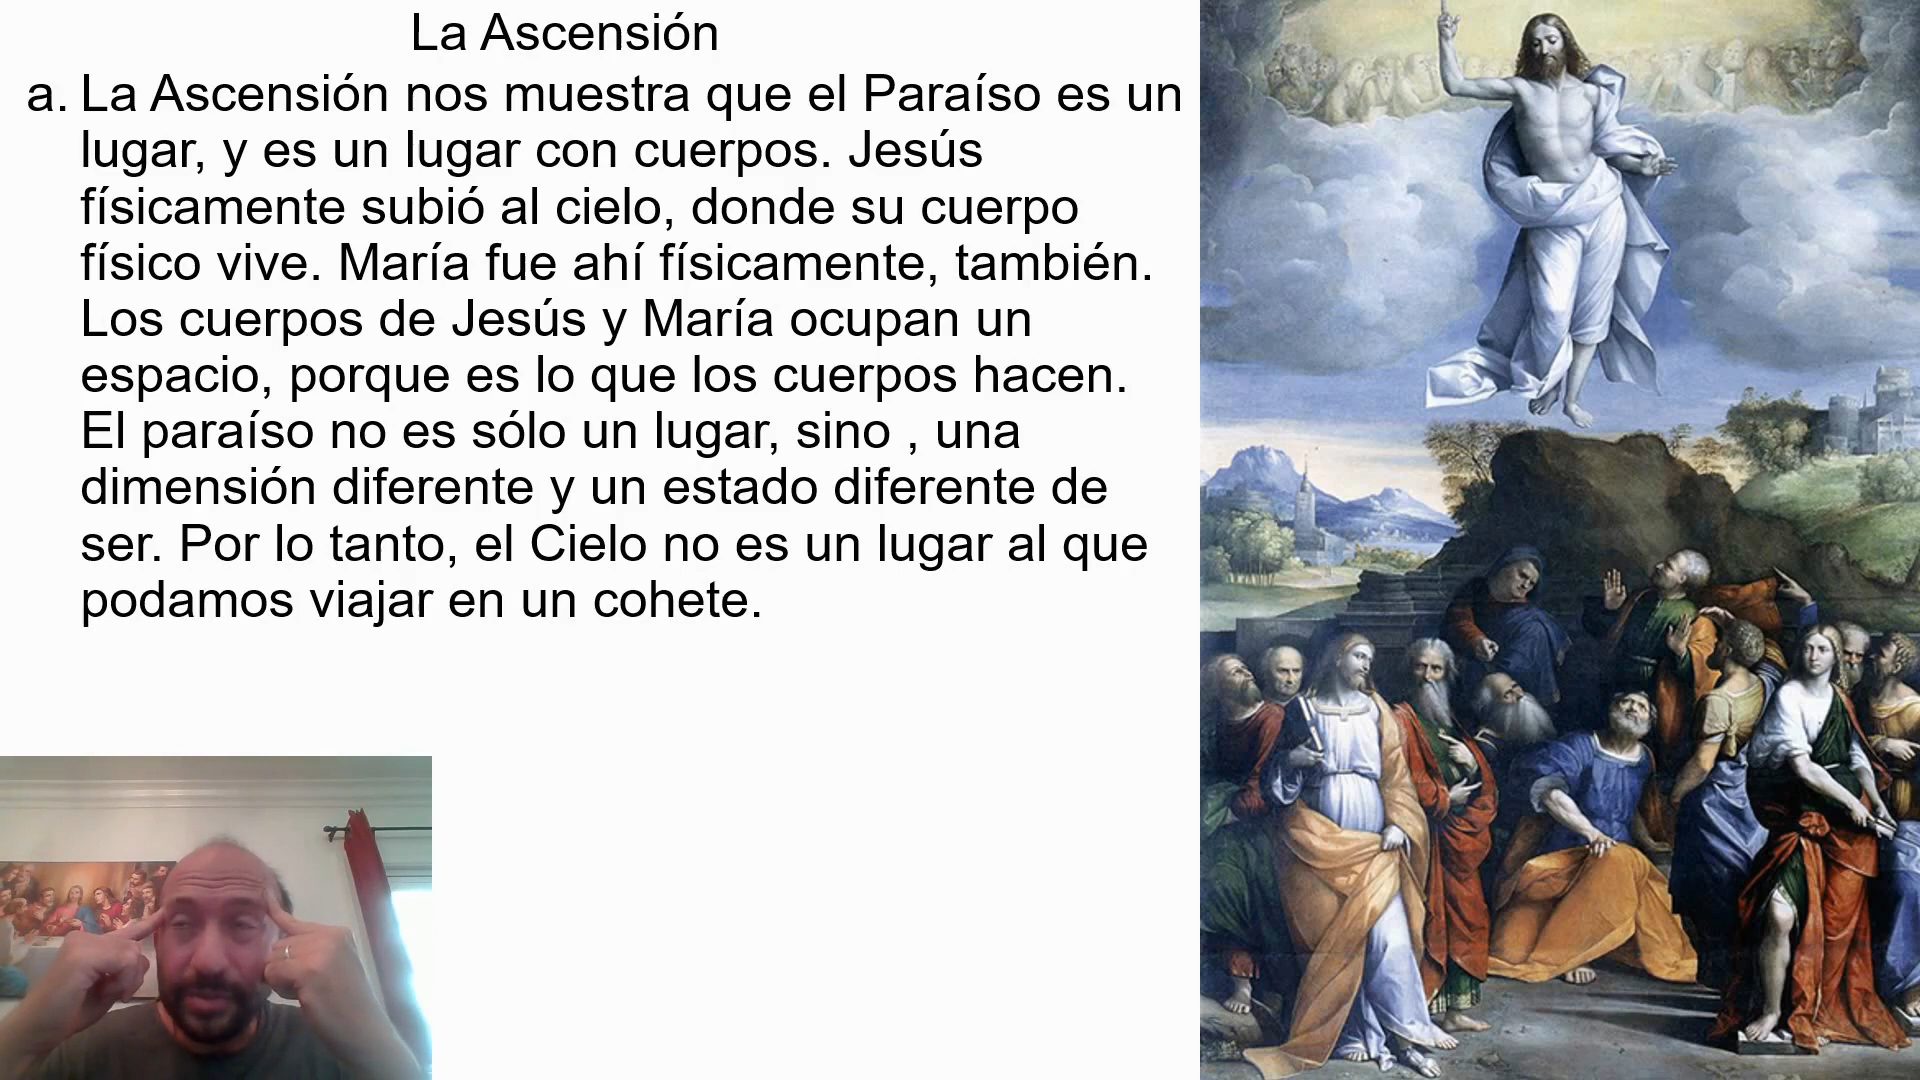 La Ascensión
a. La Ascensión nos muestra que el Paraíso es un
lugar, y es un lugar con cuerpos. Jesús
físicamente subió al cielo, donde su cuerpo
físico vive. María fue ahí físicamente, también.
Los cuerpos de Jesús y María ocupan un
espacio, porque es lo que los cuerpos hacen.
El paraíso no es sólo un lugar, sino , una
dimensión diferente y un estado diferente de
ser. Por lo tanto, el Cielo no es un lugar al que
podamos viajar en un cohete.